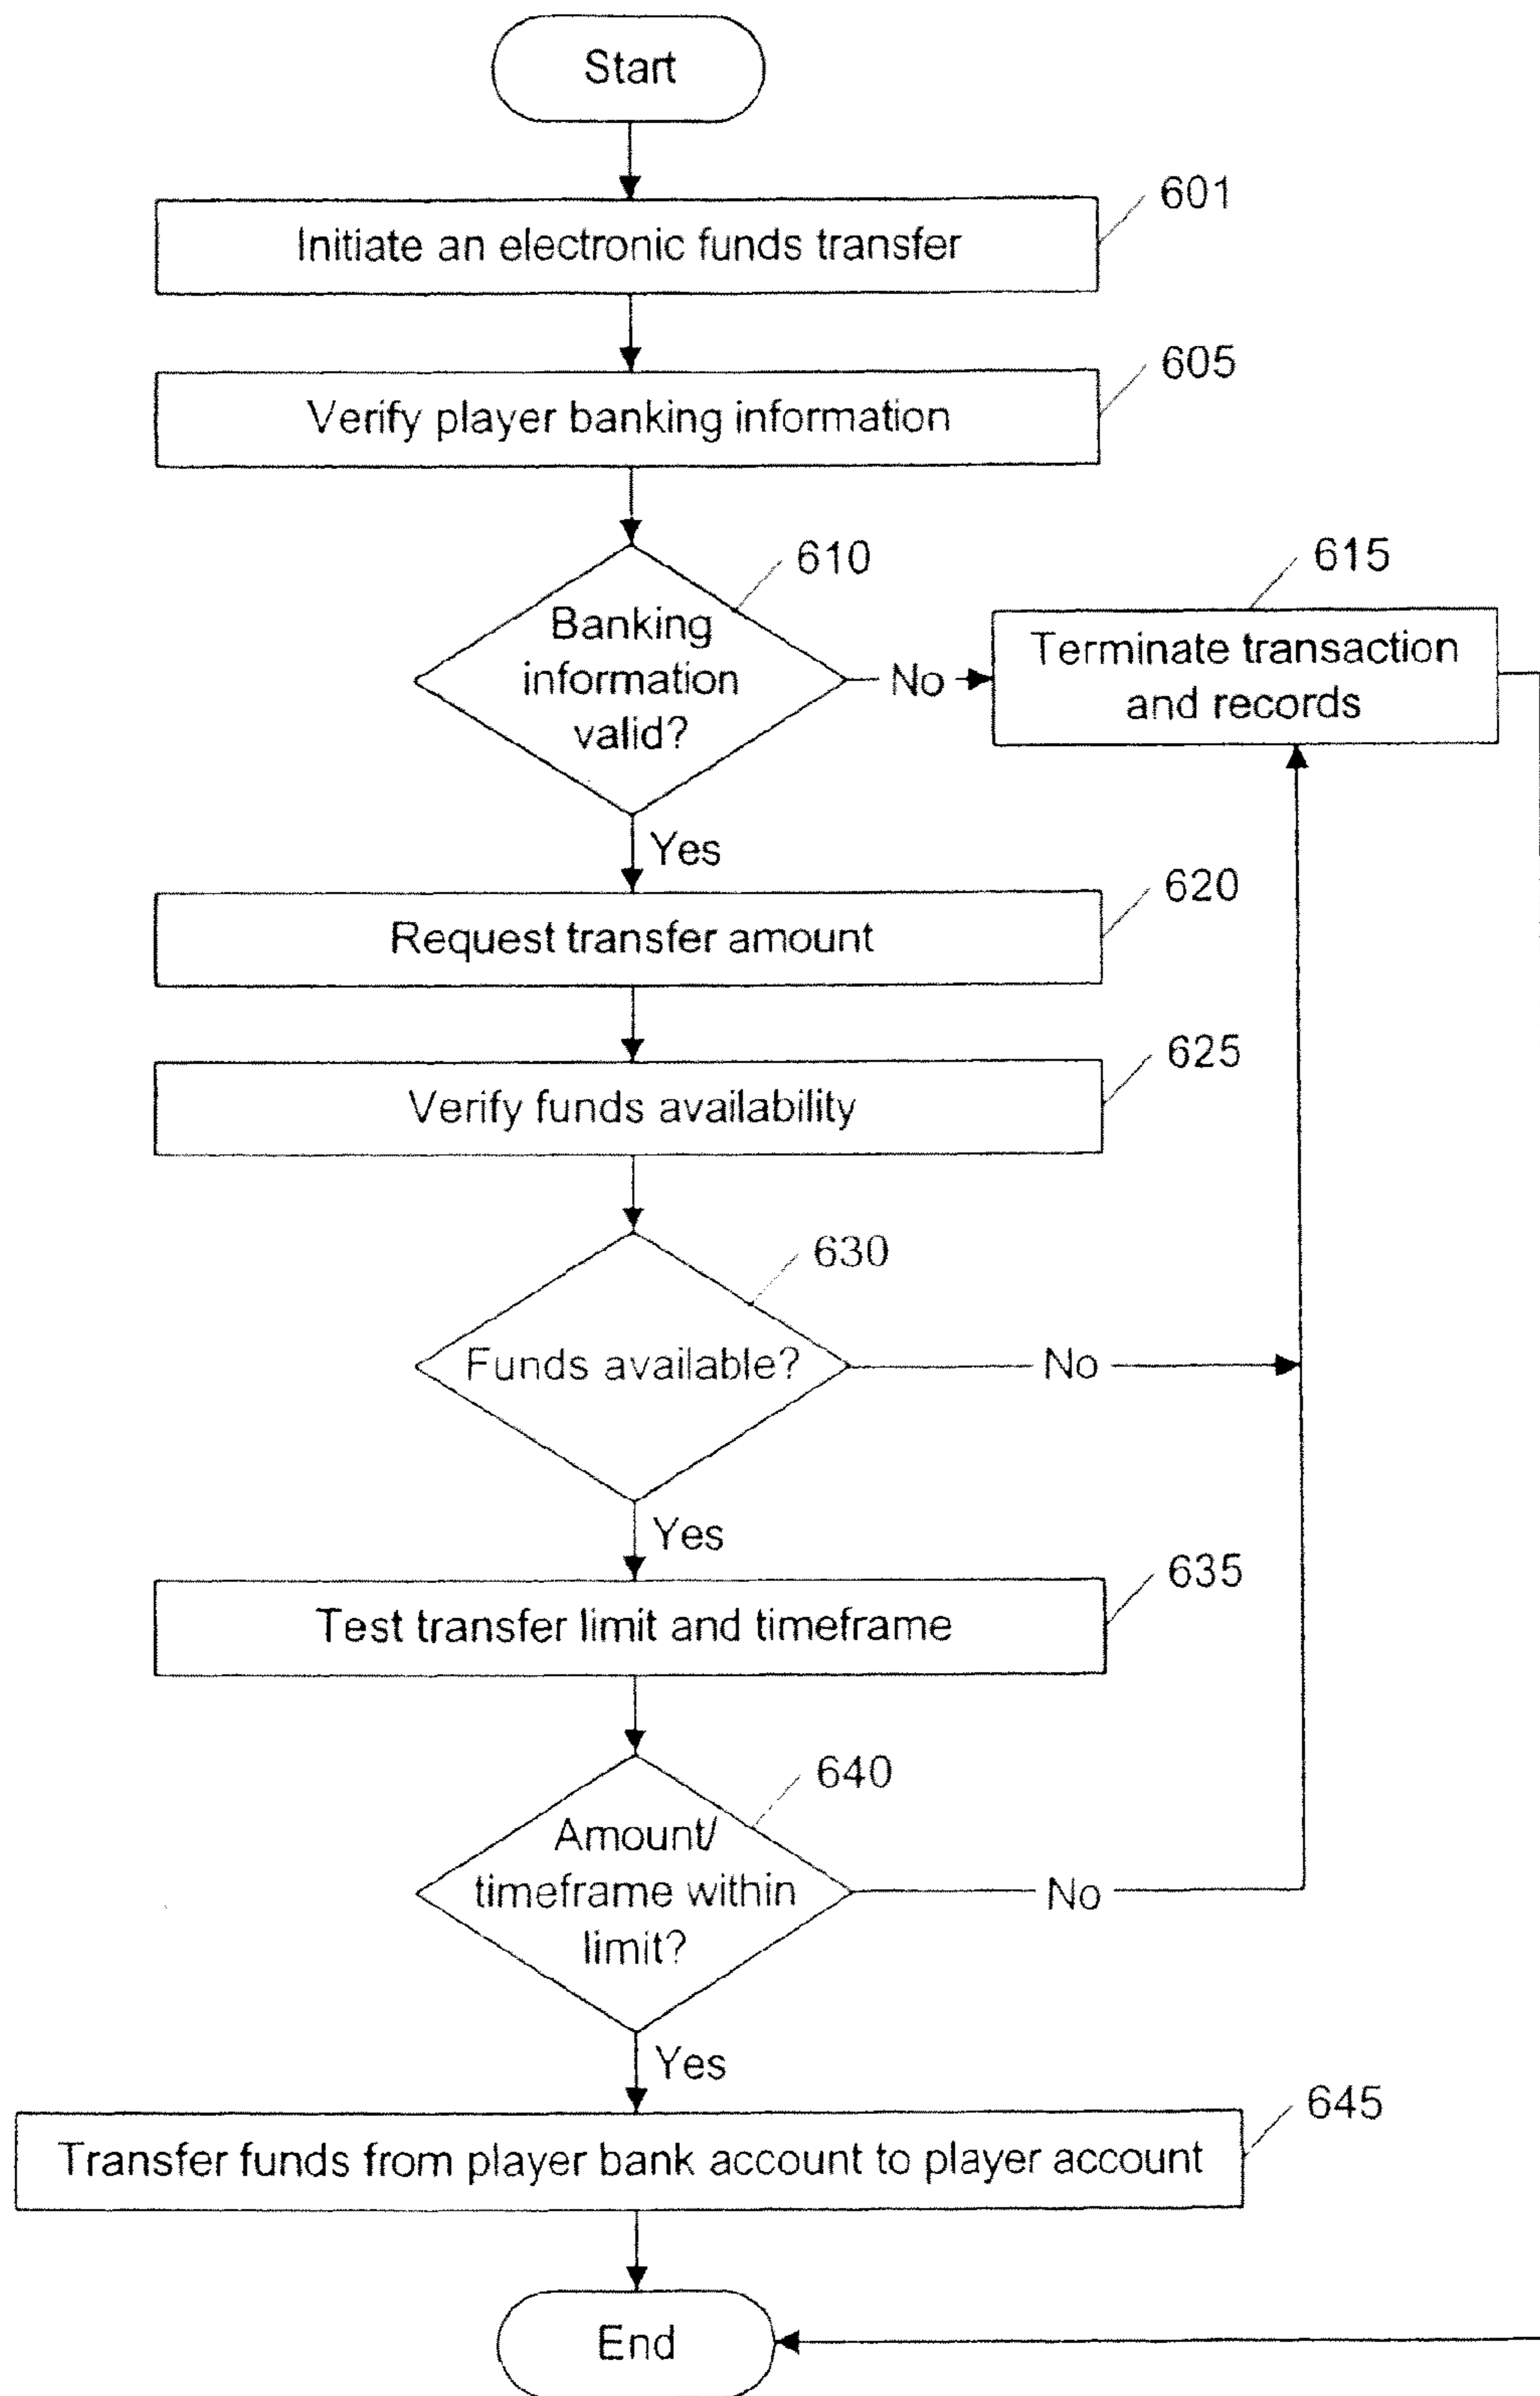 Start
601
Initiate an electronic funds transfer
605
Verify player banking information
610
Banking
information
valid?
No
615
Terminate transaction
and records
Yes
620
Request transfer amount
625
Verify funds availability
630
Funds available?
No
Yes
635
Test transfer limit and timeframe
640
Amount/
timeframe within
limit?
No
Yes
645
Transfer funds from player bank account to player account
End